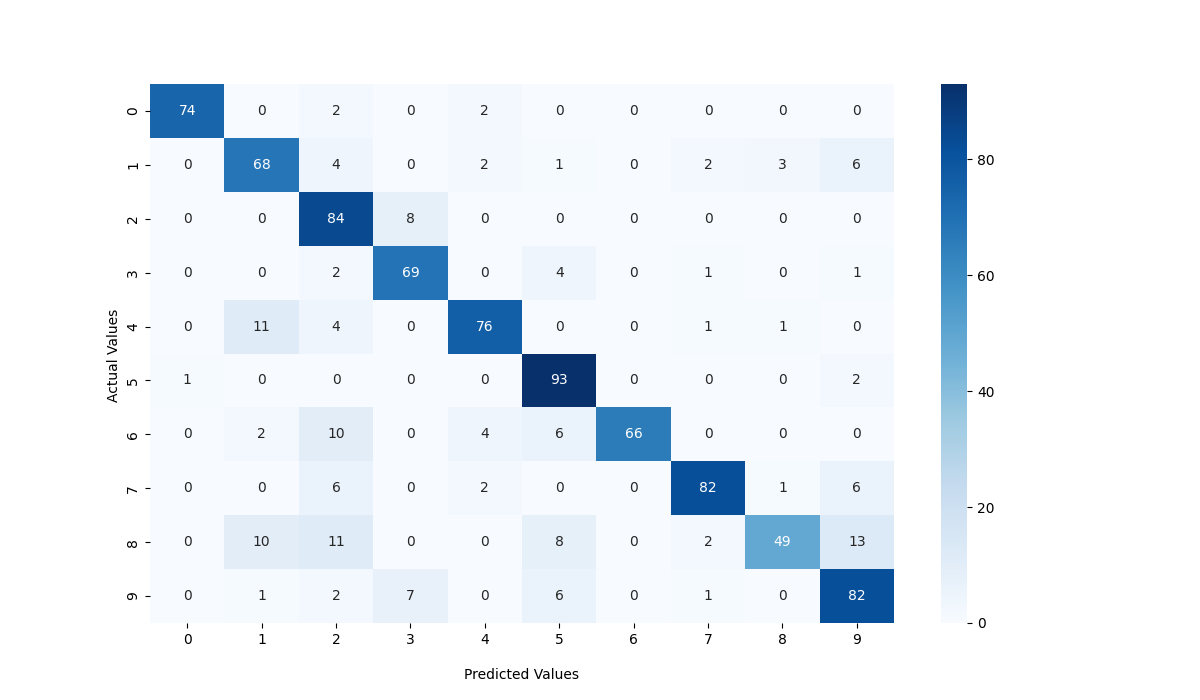 0 74 0 2 0 2 0 0 0 0 0
1 0 68 4 0 2 1 0 2 3 6 80
2 0 0 84 8 0 0 0 0 0 0
3 0 0 2 69 0 4 0 1 0 1 60
4 0 11 4 0 76 0 0 1 1 0
Actual Values
5 1 0 0 0 0 93 0 0 0 2 40
6 0 2 10 0 4 6 66 0 0 0
7 0 0 6 0 2 0 0 82 1 6
8 0 10 11 0 0 8 0 2 49 13 20
9 0 1 2 7 0 6 0 1 0 82
0 1 2 3 4 5 6 7 8 9 0
Predicted Values